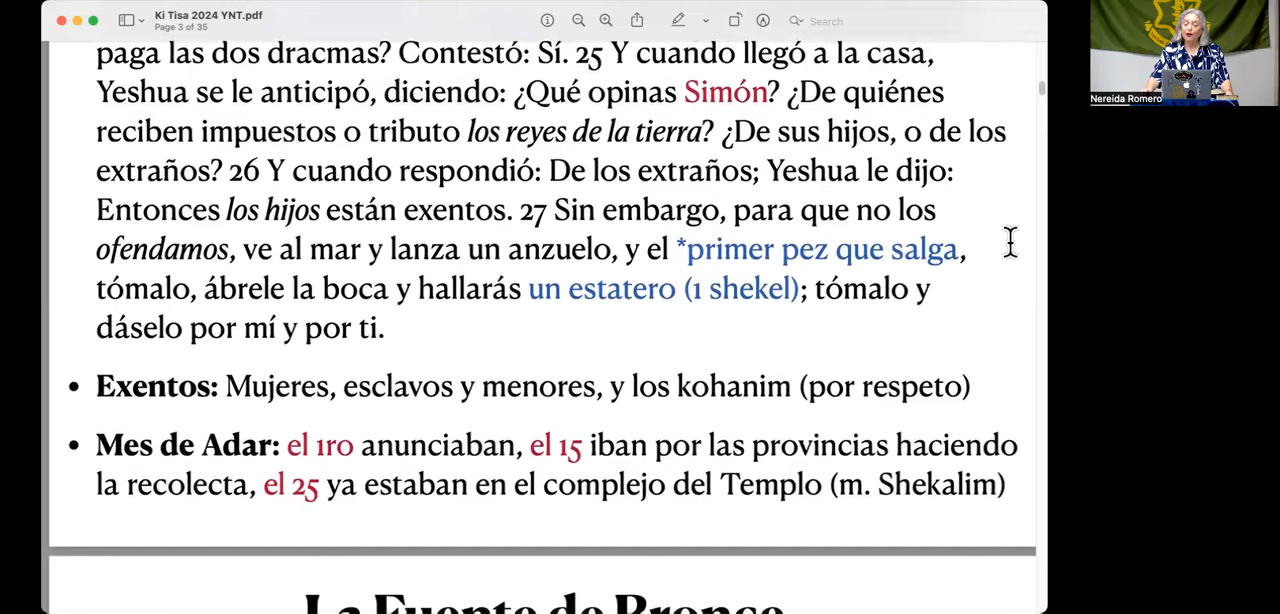 Ki Tisa 2024 YNT.pdf
Page 3 of 35
Search
paga las dos dracmas? Contestó: Sí. 25 Y cuando llegó a la casa,
Yeshua se le anticipó, diciendo: ¿Qué opinas Simón? ¿De quiénes
reciben impuestos o tributo los reyes de la tierra? ¿De sus hijos, o de los
extraños? 26 Y cuando respondió: De los extraños; Yeshua le dijo:
Entonces los hijos están exentos. 27 Sin embargo, para que no los
ofendamos, ve al mar y lanza un anzuelo, y el *primer pez que salga,
tómalo, ábrele la boca y hallarás un estatero (1 shekel); tómalo y
dáselo por mí y por ti.
• Exentos: Mujeres, esclavos y menores, y los kohanim (por respeto)
• Mes de Adar: el 1ro anunciaban, el 15 iban por las provincias haciendo
la recolecta, el 25 ya estaban en el complejo del Templo (m. Shekalim)
La Fuente de Bronce
Nereida Romero